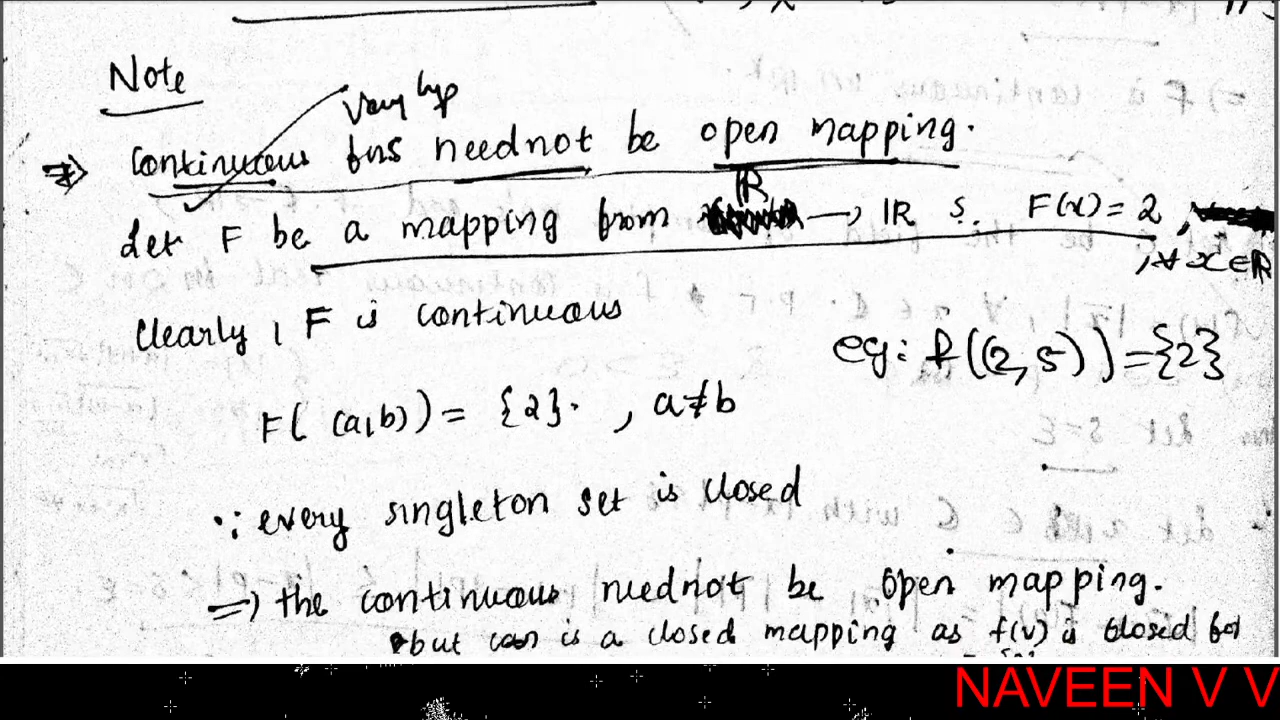 Note
Very Imp
⇒ Continuous fns neednot be open mapping.
Let F be a mapping from ℝ → ℝ s. F(x) = 2, ∀ x ∈ ℝ
Clearly, F is continuous
eg: f((2,5)) = {2}
F( (a,b)) = {2}. , a≠b
∵ every singleton set is closed
⇒ the continuous neednot be open mapping.
but is a closed mapping as f(v) is closed for
NAVEEN V V